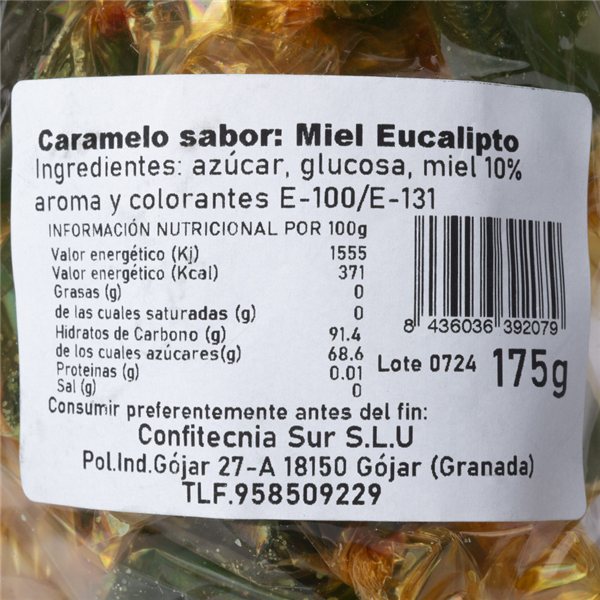 Caramelo sabor: Miel Eucalipto
Ingredientes: azúcar, glucosa, miel 10%
aroma y colorantes E-100/E-131
INFORMACIÓN NUTRICIONAL POR 100g
Valor energético (Kj) 1555
Valor energético (Kcal) 371
Grasas (g) 0
de las cuales saturadas (g) 0
Hidratos de Carbono (g) 91.4
de los cuales azúcares(g) 68.6
Proteinas (g) 0.01
Sal (g) 0
8 436036 392079
Lote 0724 175g
Consumir preferentemente antes del fin:
Confitecnia Sur S.L.U
Pol.Ind.Gójar 27-A 18150 Gójar (Granada)
TLF.958509229